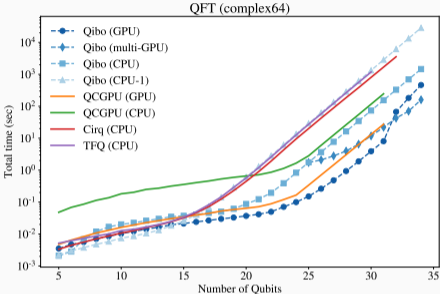 QFT (complex64)
Qibo (GPU)
Qibo (multi-GPU)
Qibo (CPU)
Qibo (CPU-1)
QCGPU (GPU)
QCGPU (CPU)
Cirq (CPU)
TFQ (CPU)
Total time (sec)
10^4
10^3
10^2
10^1
10^0
10^-1
10^-2
10^-3
5 10 15 20 25 30 35
Number of Qubits